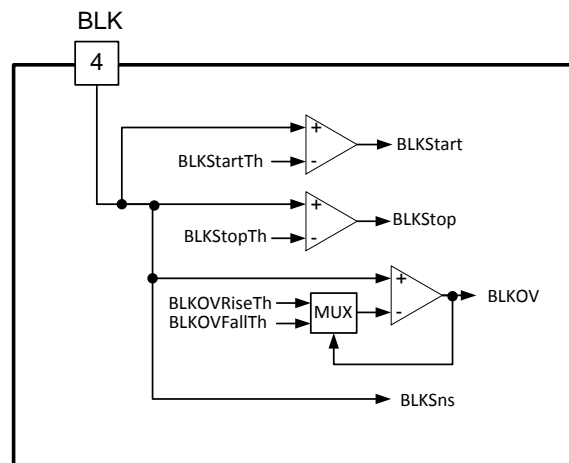 BLK
4
+
BLKStart
BLKStartTh
-
+
BLKStop
BLKStopTh
-
+
BLKOVRiseTh
MUX
-
BLKOV
BLKOVFallTh
BLKSns